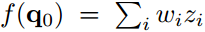 f(q₀) = ∑ᵢ wᵢzᵢ